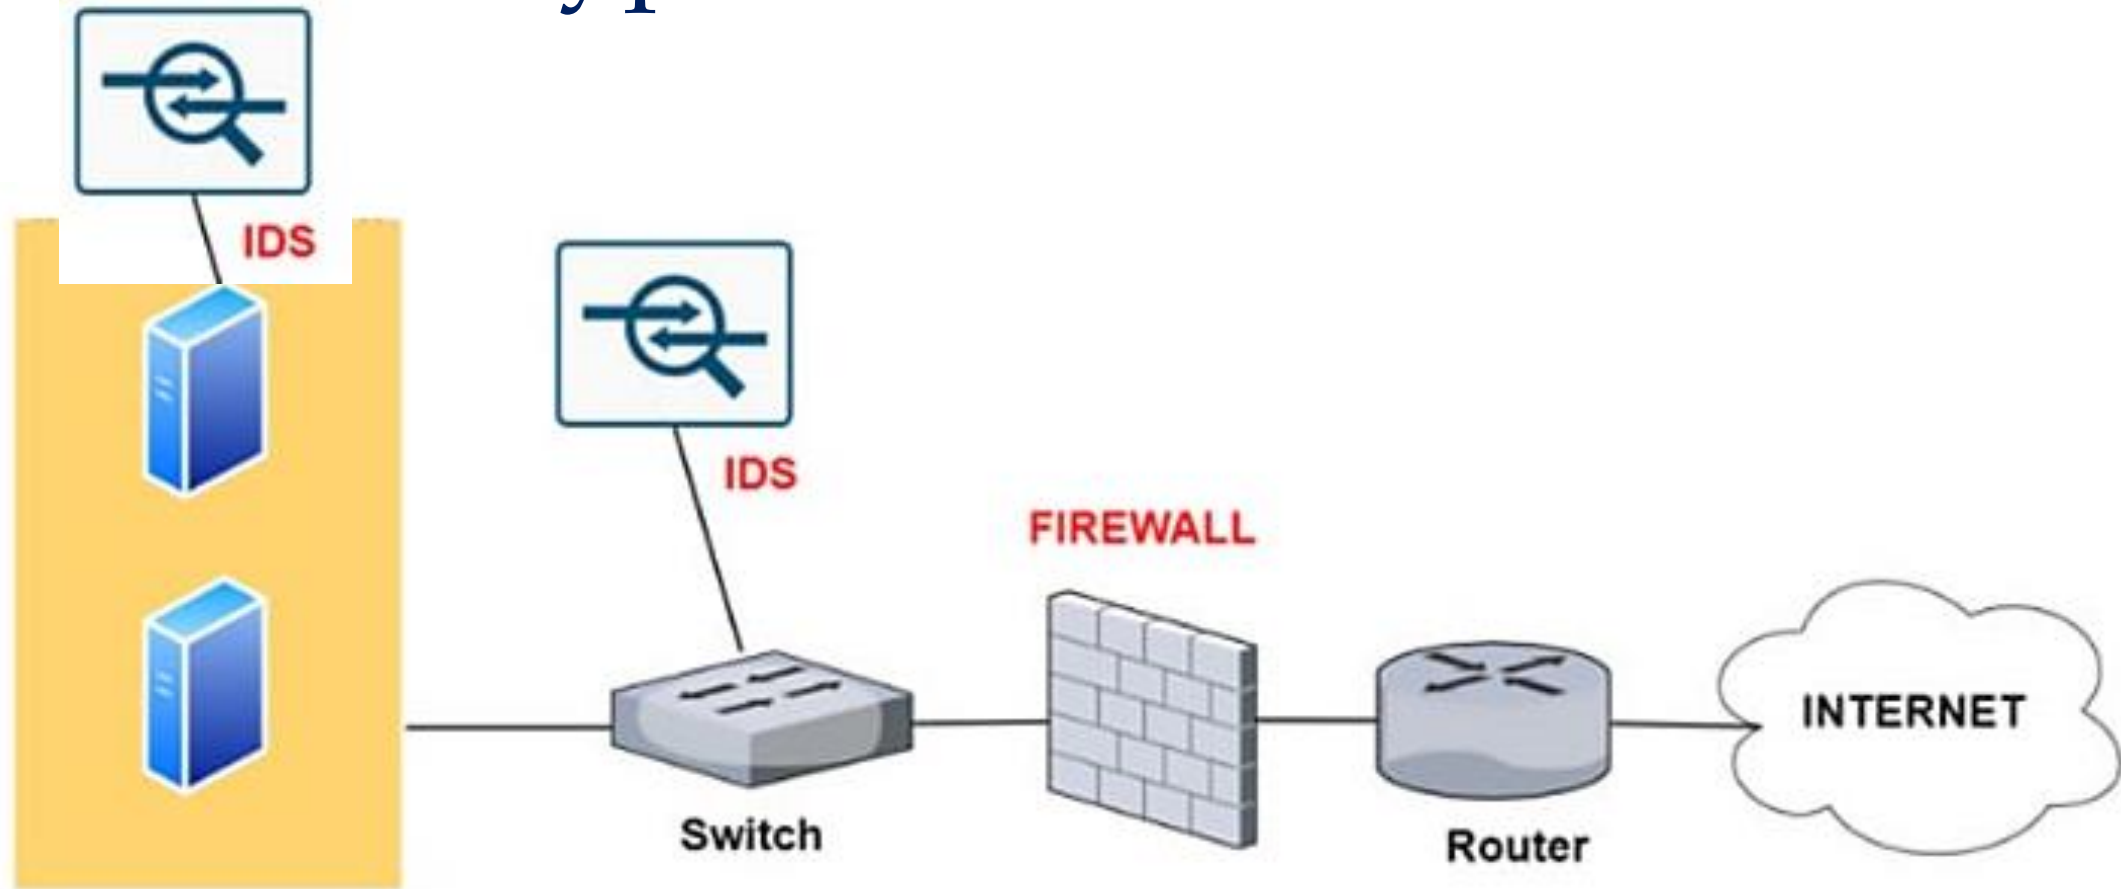 IDS
IDS
FIREWALL
INTERNET
Switch
Router